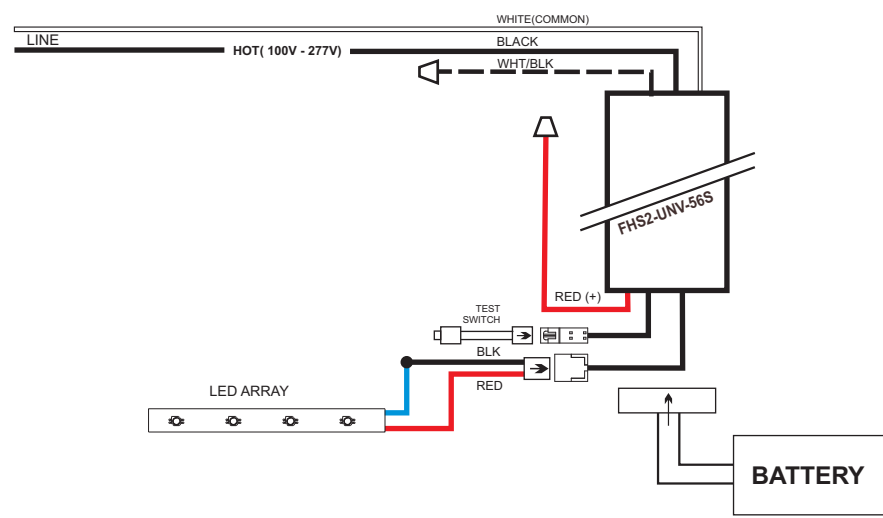 WHITE(COMMON)
LINE
HOT( 100V - 277V)
BLACK
WHT/BLK
FHS2-UNV-56S
RED (+)
TEST
SWITCH
BLK
RED
LED ARRAY
BATTERY